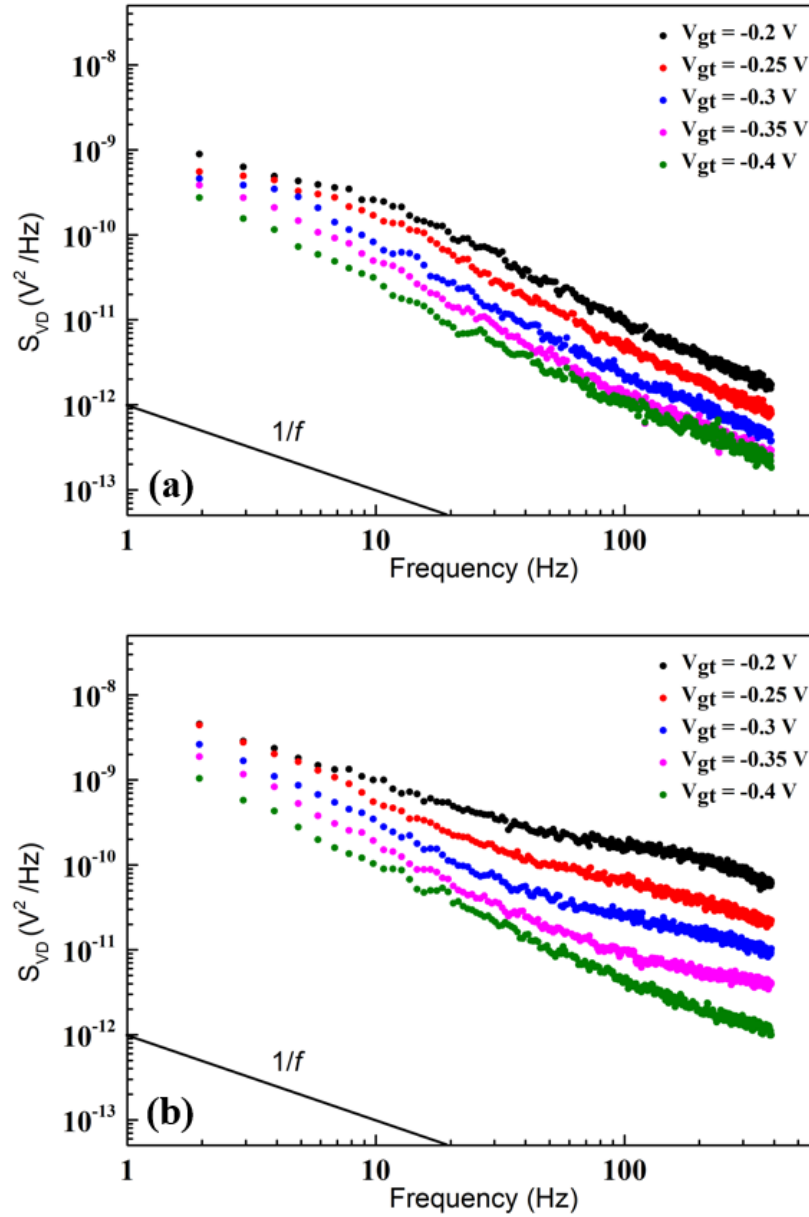 V_gt = -0.2 V
V_gt = -0.25 V
V_gt = -0.3 V
V_gt = -0.35 V
V_gt = -0.4 V
10⁻⁸
10⁻⁹
10⁻¹⁰
10⁻¹¹
10⁻¹²
10⁻¹³
S_VD (V² /Hz)
1/f
(a)
1 10 100
Frequency (Hz)
V_gt = -0.2 V
V_gt = -0.25 V
V_gt = -0.3 V
V_gt = -0.35 V
V_gt = -0.4 V
10⁻⁸
10⁻⁹
10⁻¹⁰
10⁻¹¹
10⁻¹²
10⁻¹³
S_VD (V² /Hz)
1/f
(b)
1 10 100
Frequency (Hz)